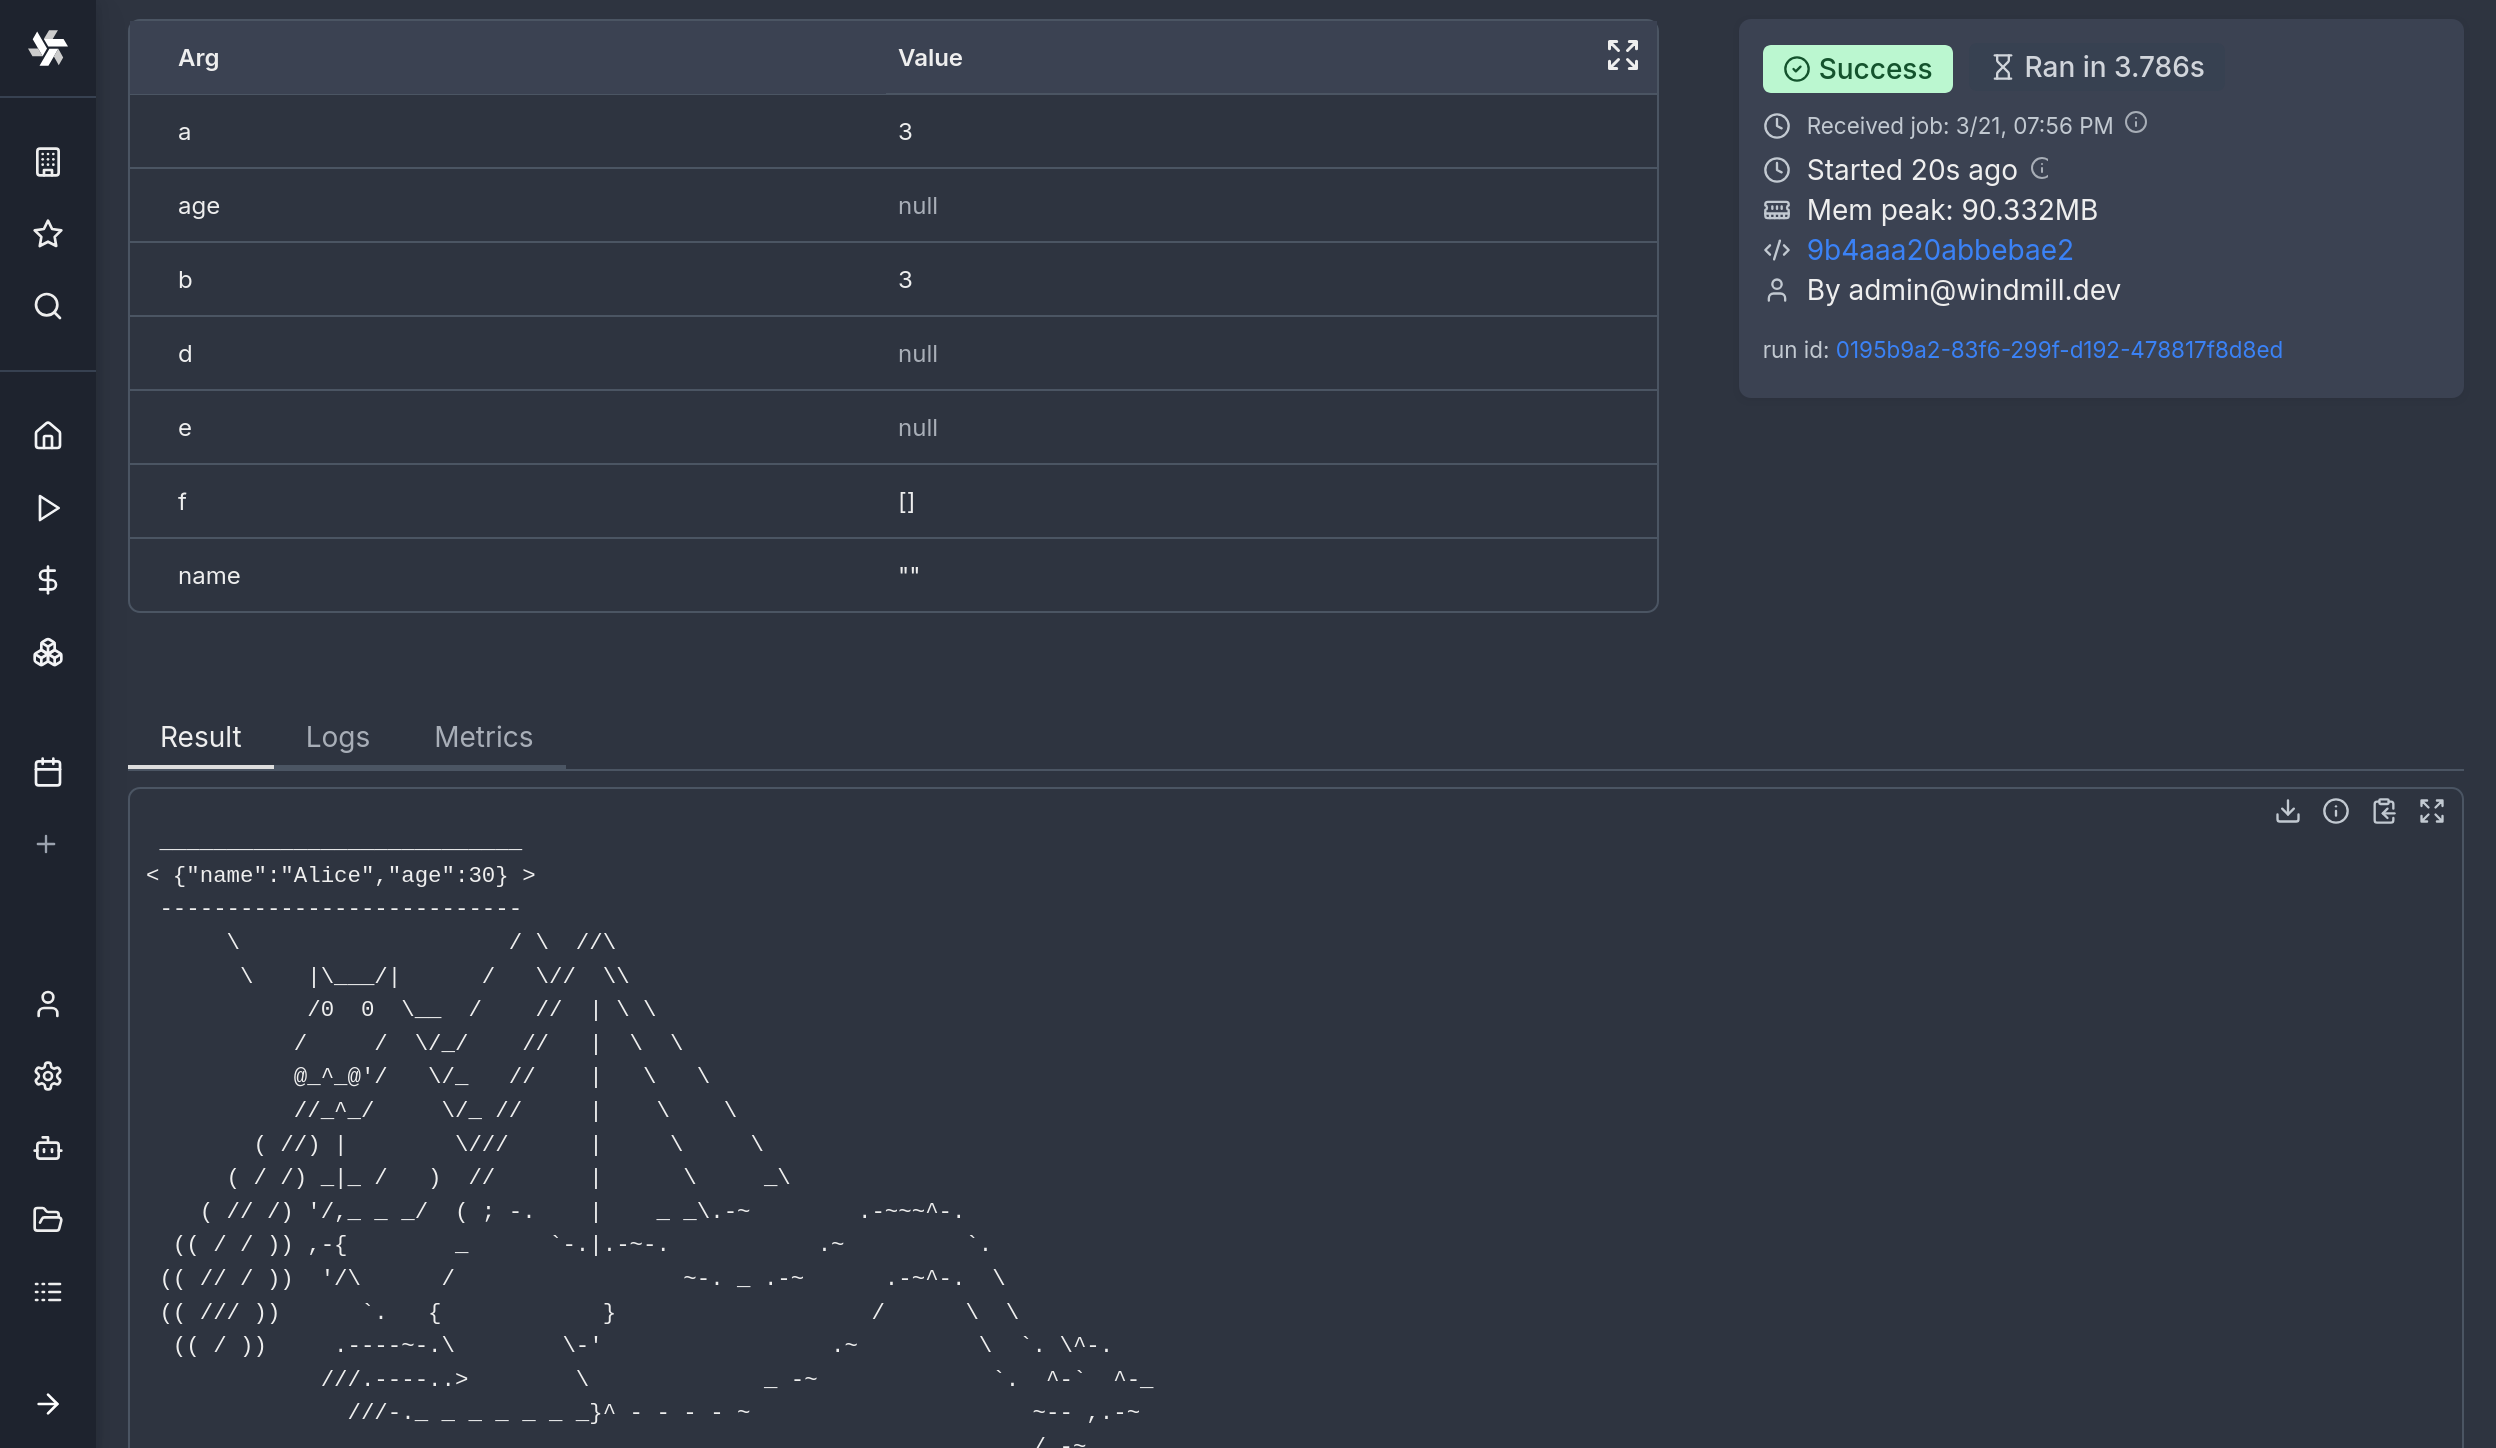 Arg Value
a 3
age null
b 3
d null
e null
f []
name ""
Success Ran in 3.786s
Received job: 3/21, 07:56 PM
Started 20s ago
Mem peak: 90.332MB
9b4aaa20abbebae2
By admin@windmill.dev
run id: 0195b9a2-83f6-299f-d192-478817f8d8ed
Result Logs Metrics
 ___________________________
< {"name":"Alice","age":30} >
 ---------------------------
      \                    / \  //\
       \    |\___/|      /   \//  \\
            /0  0  \__  /    //  | \ \
           /     /  \/_/    //   |  \  \
           @_^_@'/   \/_   //    |   \   \
           //_^_/     \/_ //     |    \    \
        ( //) |        \///      |     \     \
      ( / /) _|_ /   )  //       |      \     _\
    ( // /) '/,_ _ _/  ( ; -.    |    _ _\.-~        .-~~~^-.
  (( / / )) ,-{        _      `-.|.-~-.           .~         `.
 (( // / ))  '/\      /                 ~-. _ .-~      .-~^-.  \
 (( /// ))      `.   {            }                   /      \  \
  (( / ))     .----~-.\        \-'                 .~         \  `. \^-.
             ///.----..>        \             _ -~             `.  ^-`  ^-_
               ///-._ _ _ _ _ _ _}^ - - - - ~                     ~-- ,.-~
                                                                  /.-~